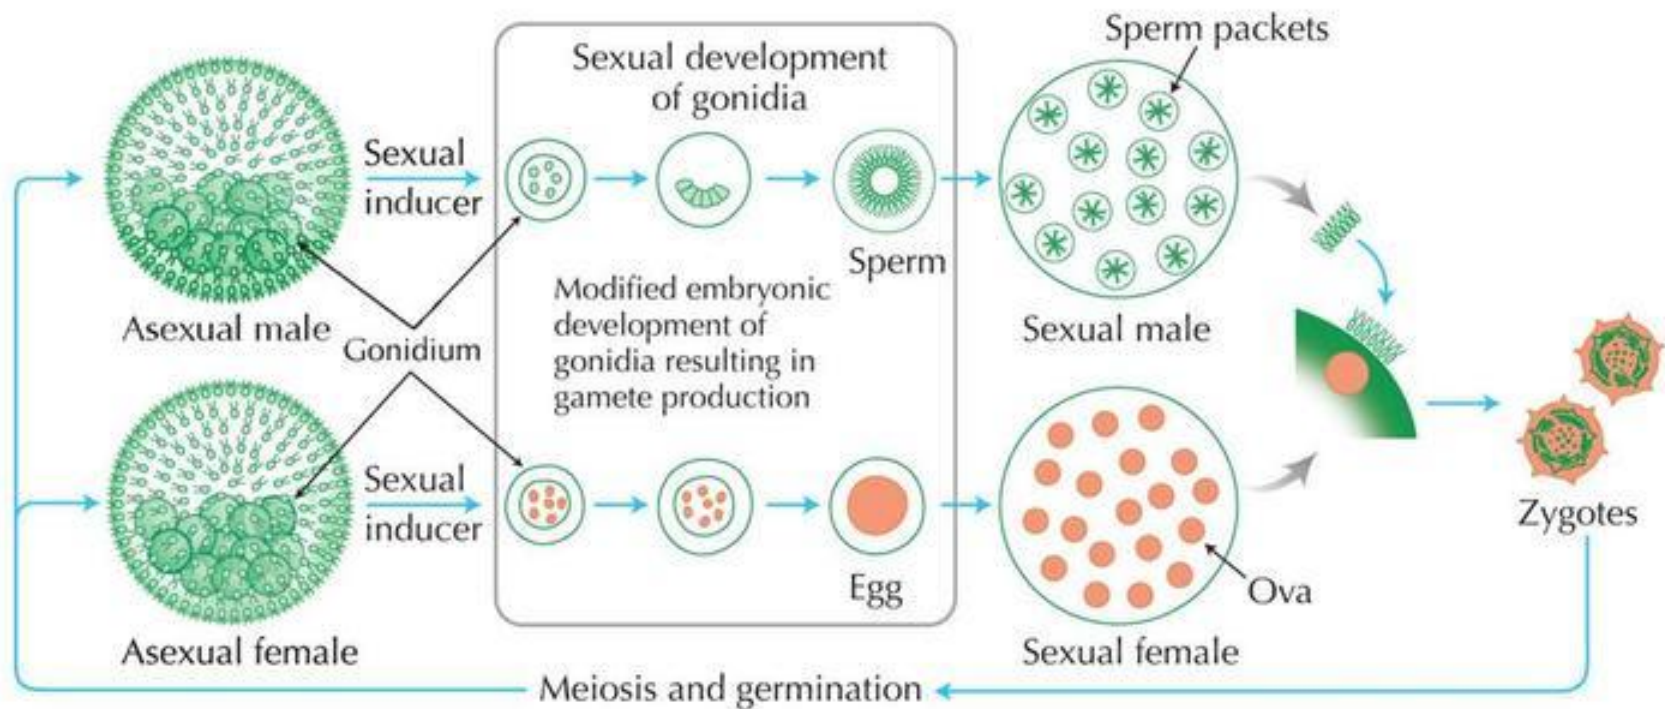 Sperm packets
Sexual development
of gonidia
Sexual
inducer
Sperm
Asexual male
Gonidium
Modified embryonic
development of
gonidia resulting in
gamete production
Sexual male
Sexual
inducer
Egg
Ova
Zygotes
Asexual female
Sexual female
Meiosis and germination